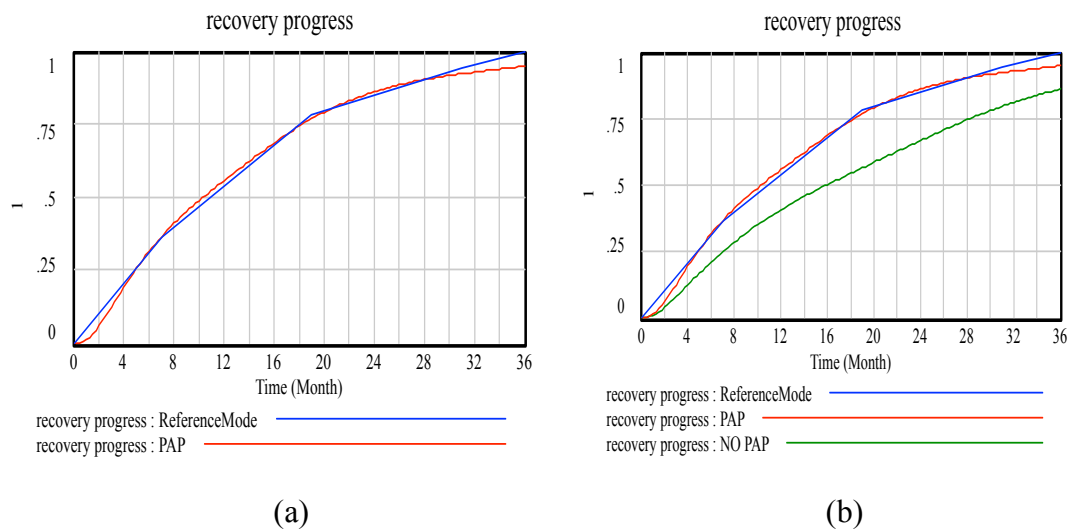 recovery progress
1
.75
.5
.25
0
1
0 4 8 12 16 20 24 28 32 36
Time (Month)
recovery progress : ReferenceMode
recovery progress : PAP
(a)
recovery progress
1
.75
.5
.25
0
1
0 4 8 12 16 20 24 28 32 36
Time (Month)
recovery progress : ReferenceMode
recovery progress : PAP
recovery progress : NO PAP
(b)